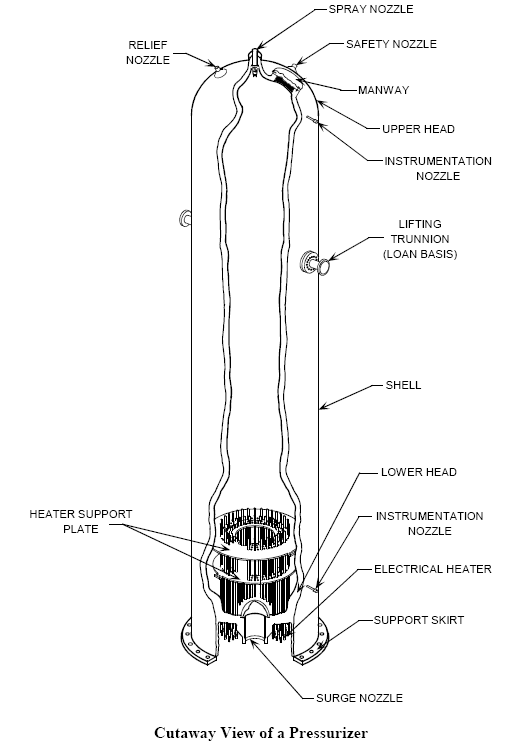 SPRAY NOZZLE
RELIEF
NOZZLE
SAFETY NOZZLE
MANWAY
UPPER HEAD
INSTRUMENTATION
NOZZLE
LIFTING
TRUNNION
(LOAN BASIS)
SHELL
LOWER HEAD
HEATER SUPPORT
PLATE
INSTRUMENTATION
NOZZLE
ELECTRICAL HEATER
SUPPORT SKIRT
SURGE NOZZLE
Cutaway View of a Pressurizer